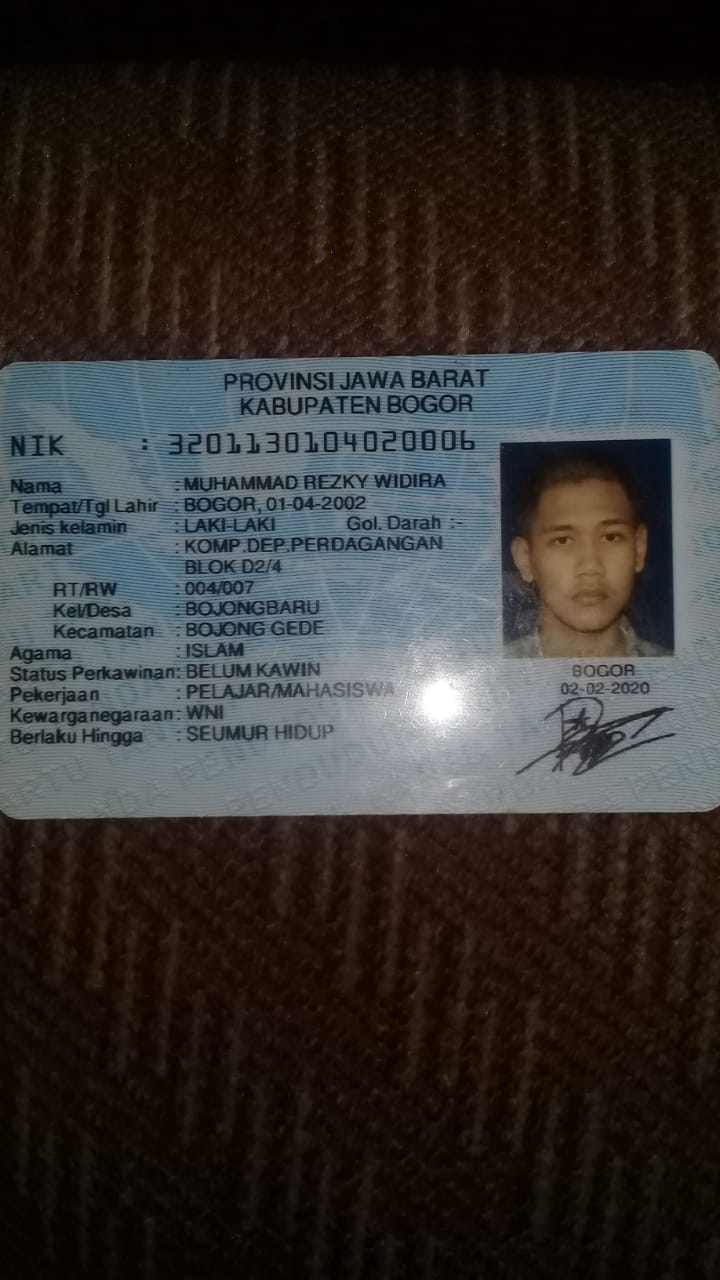 PROVINSI JAWA BARAT
KABUPATEN BOGOR
NIK : 3201130104020006
Nama : MUHAMMAD REZKY WIDIRA
Tempat/Tgl Lahir : BOGOR, 01-04-2002
Jenis kelamin : LAKI-LAKI Gol. Darah :-
Alamat : KOMP.DEP.PERDAGANGAN
BLOK D2/4
RT/RW : 004/007
Kel/Desa : BOJONGBARU
Kecamatan : BOJONG GEDE
Agama : ISLAM
Status Perkawinan: BELUM KAWIN
Pekerjaan : PELAJAR/MAHASISWA
Kewarganegaraan: WNI
Berlaku Hingga : SEUMUR HIDUP
BOGOR
02-02-2020